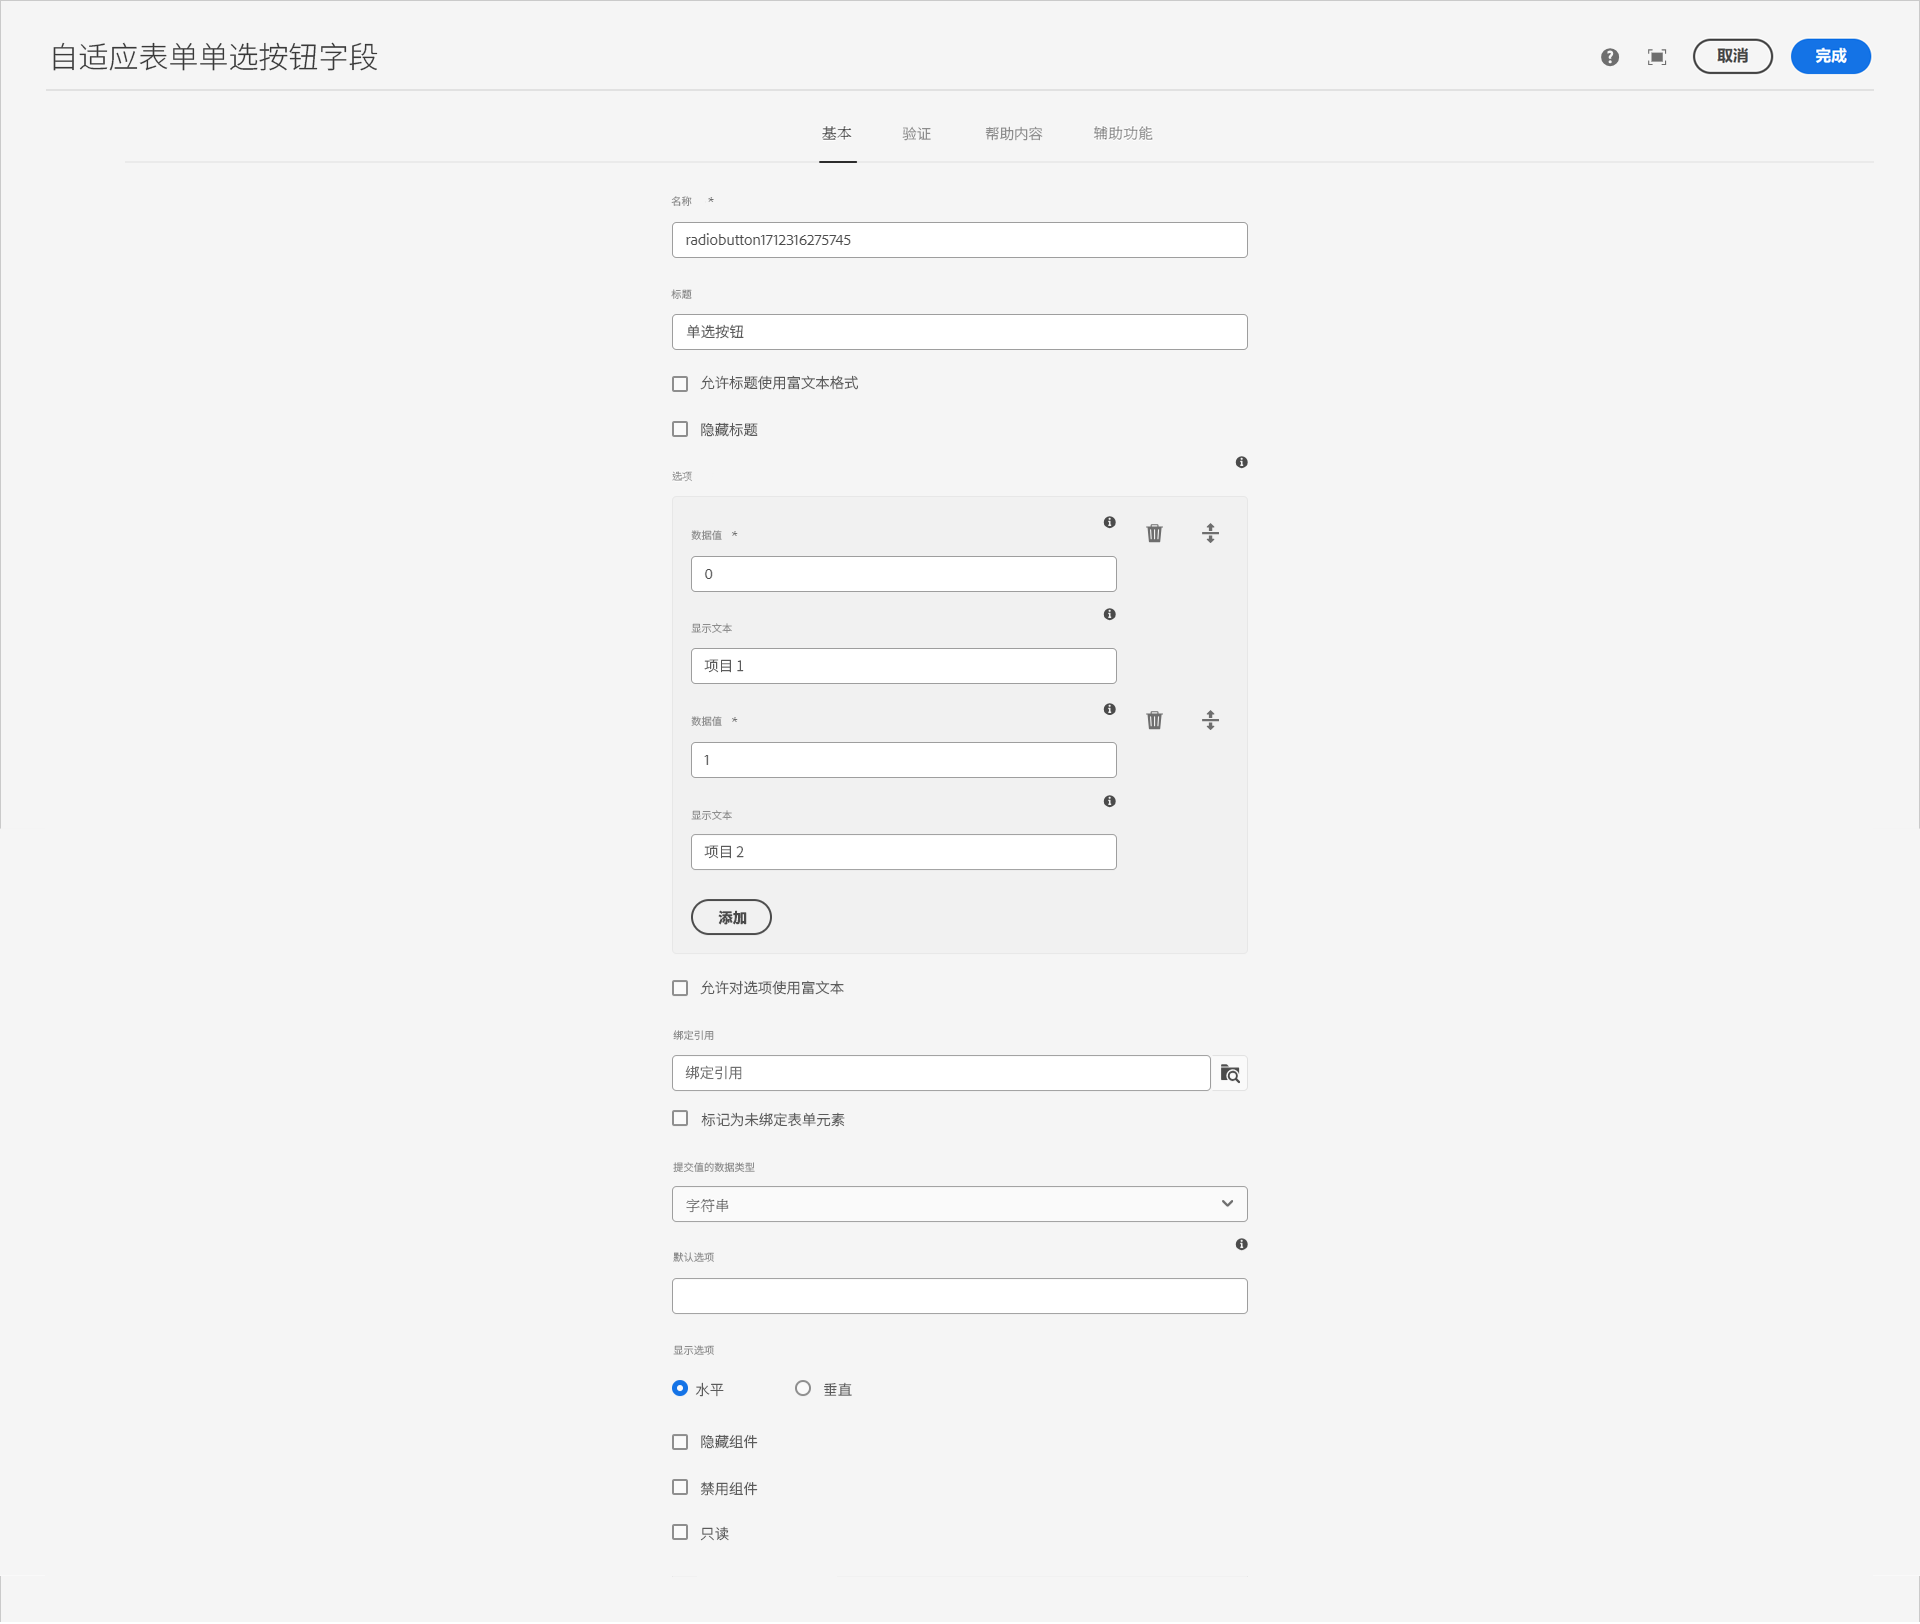 自适应表单单选按钮字段
取消
完成
基本 验证 帮助内容 辅助功能
名称 *
radiobutton1712316275745
标题
单选按钮
允许标题使用富文本格式
隐藏标题
选项
数据值 *
0
显示文本
项目 1
数据值 *
1
显示文本
项目 2
添加
允许对选项使用富文本
绑定引用
绑定引用
标记为未绑定表单元素
提交值的数据类型
字符串
默认选项
显示选项
水平 垂直
隐藏组件
禁用组件
只读